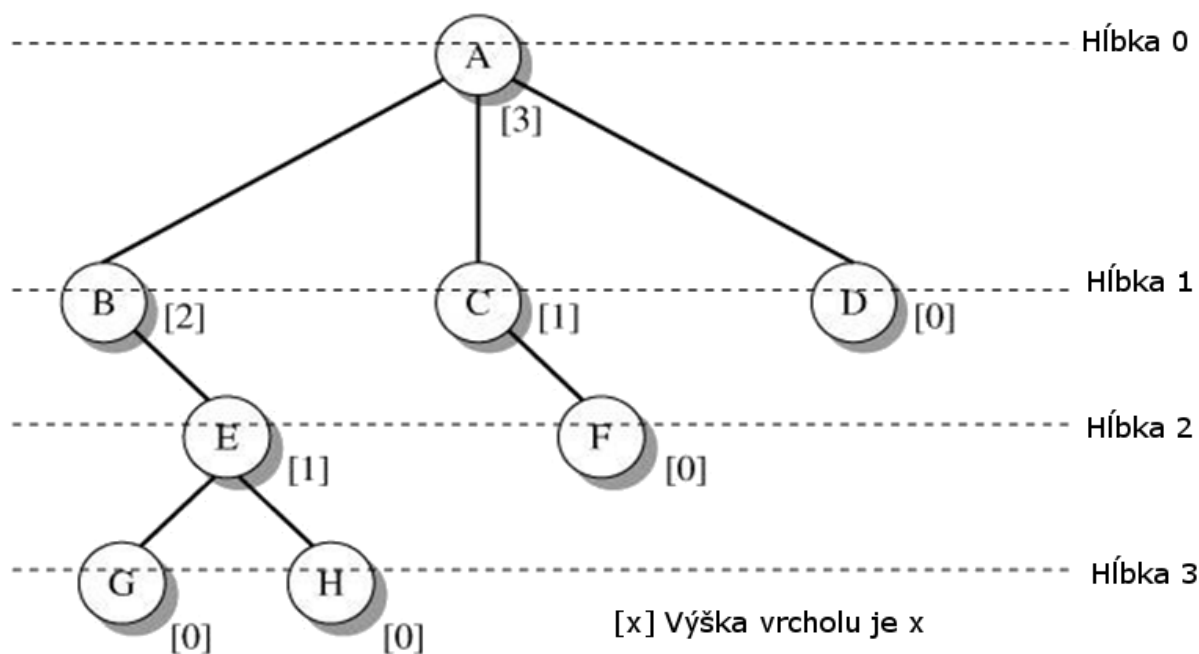 A
Hĺbka 0
[3]
B
[2]
C
[1]
D
[0]
Hĺbka 1
E
[1]
F
[0]
Hĺbka 2
G
[0]
H
[0]
Hĺbka 3
[x] Výška vrcholu je x